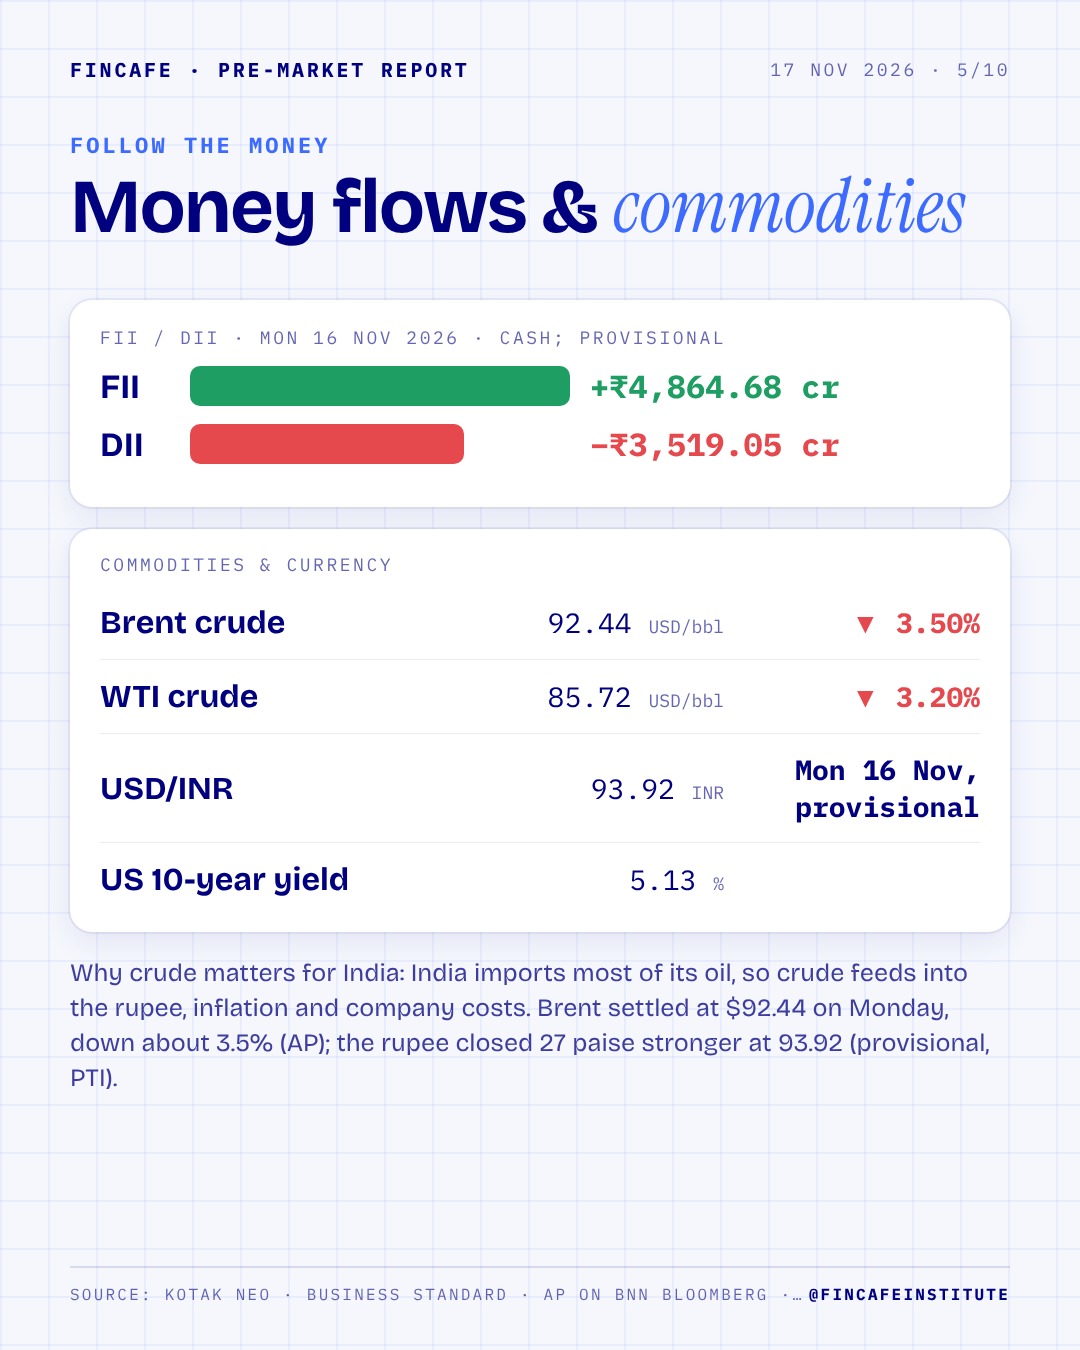 FINCAFE · PRE-MARKET REPORT
17 NOV 2026 · 5/10
FOLLOW THE MONEY
Money flows & commodities
FII / DII · MON 16 NOV 2026 · CASH; PROVISIONAL
FII +₹4,864.68 cr
DII −₹3,519.05 cr
COMMODITIES & CURRENCY
Brent crude 92.44 USD/bbl ▼ 3.50%
WTI crude 85.72 USD/bbl ▼ 3.20%
USD/INR 93.92 INR Mon 16 Nov,
provisional
US 10-year yield 5.13 %
Why crude matters for India: India imports most of its oil, so crude feeds into
the rupee, inflation and company costs. Brent settled at $92.44 on Monday,
down about 3.5% (AP); the rupee closed 27 paise stronger at 93.92 (provisional,
PTI).
SOURCE: KOTAK NEO · BUSINESS STANDARD · AP ON BNN BLOOMBERG ·… @FINCAFEINSTITUTE